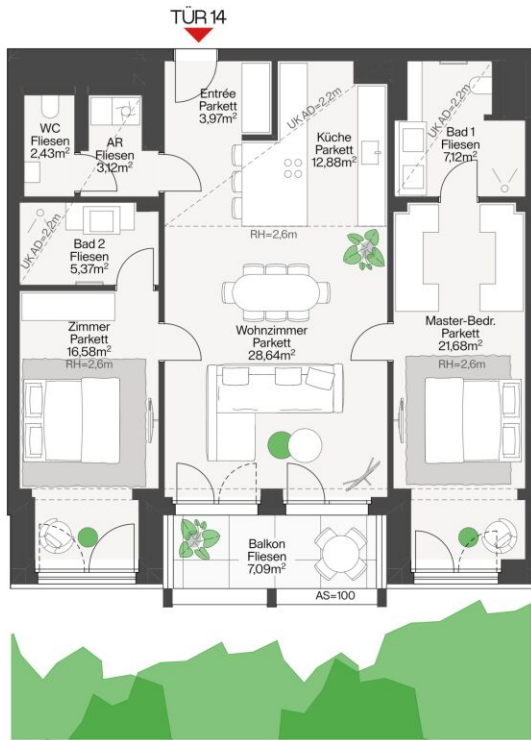 TÜR 14
Entrée
Parkett
3,97m²
WC
Fliesen
2,43m²
AR
Fliesen
3,12m²
UK AD=2,2m
Küche
Parkett
12,88m²
UK AD=2,2m
Bad 1
Fliesen
7,12m²
UK AD=2,2m
Bad 2
Fliesen
5,37m²
RH=2,6m
Zimmer
Parkett
16,58m²
RH=2,6m
Wohnzimmer
Parkett
28,64m²
Master-Bedr.
Parkett
21,68m²
RH=2,6m
Balkon
Fliesen
7,09m²
AS=100